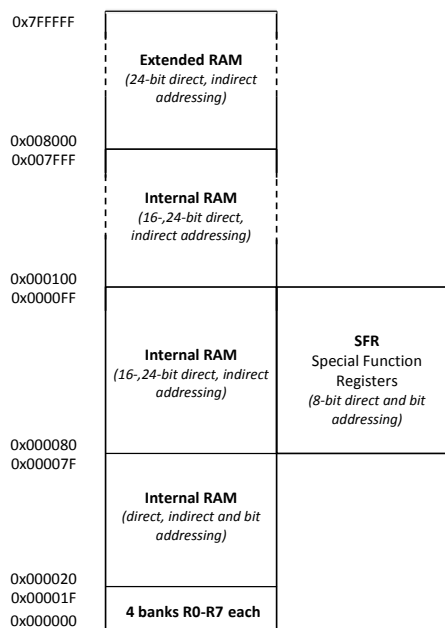 0x7FFFFF
Extended RAM
(24-bit direct, indirect
addressing)
0x008000
0x007FFF
Internal RAM
(16-,24-bit direct,
indirect addressing)
0x000100
0x0000FF
Internal RAM
(16-,24-bit direct, indirect
addressing)
SFR
Special Function
Registers
(8-bit direct and bit
addressing)
0x000080
0x00007F
Internal RAM
(direct, indirect and bit
addressing)
0x000020
0x00001F
4 banks R0-R7 each
0x000000